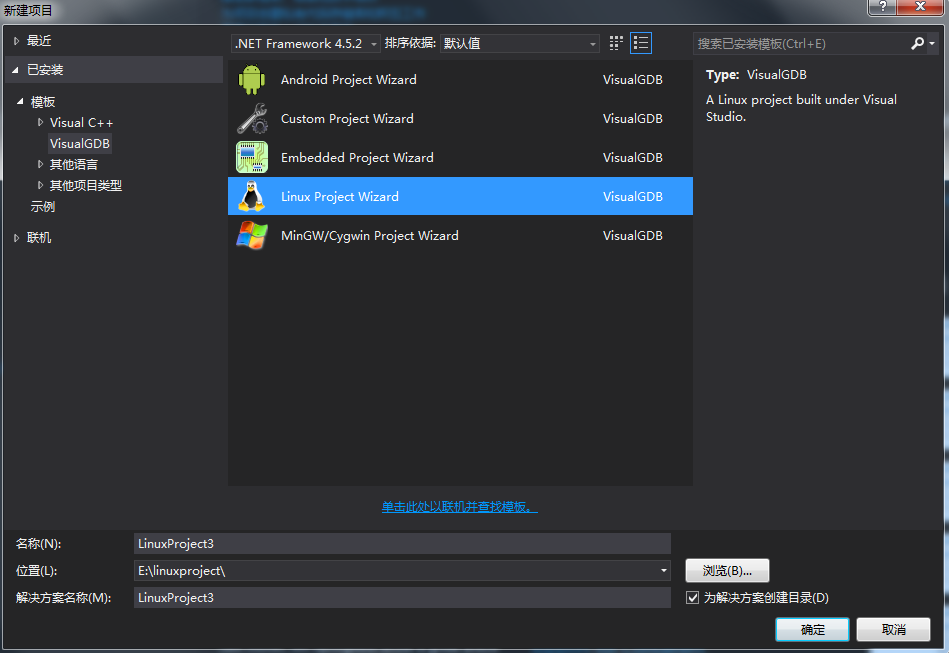 新建项目
?
最近
已安装
模板
Visual C++
VisualGDB
其他语言
其他项目类型
示例
联机
.NET Framework 4.5.2 排序依据: 默认值
Android Project Wizard VisualGDB
Custom Project Wizard VisualGDB
Embedded Project Wizard VisualGDB
Linux Project Wizard VisualGDB
MinGW/Cygwin Project Wizard VisualGDB
单击此处以联机并查找模板。
搜索已安装模板(Ctrl+E)
Type: VisualGDB
A Linux project built under Visual
Studio.
名称(N): LinuxProject3
位置(L): E:\linuxproject\ 浏览(B)...
解决方案名称(M): LinuxProject3 为解决方案创建目录(D)
确定 取消